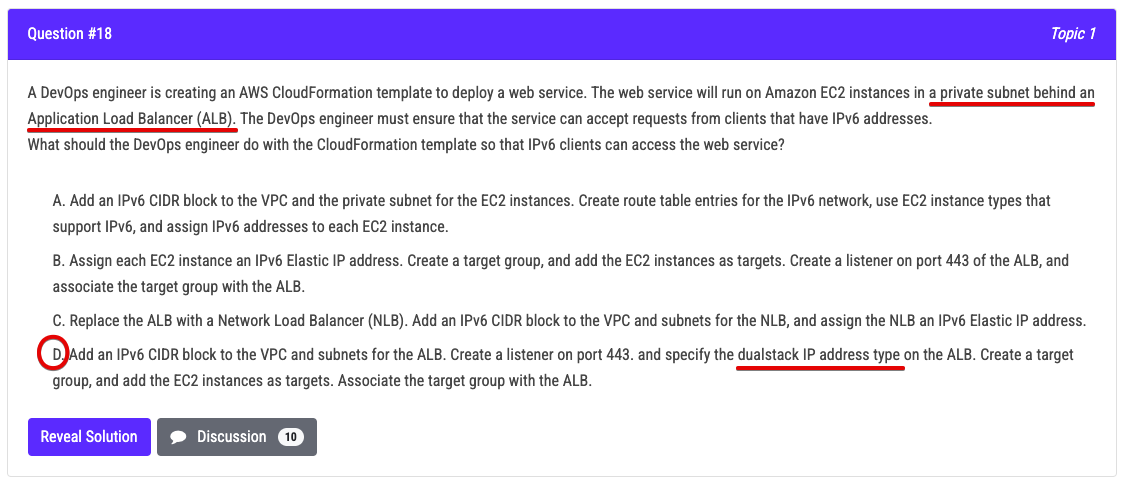 Question #18
Topic 1
A DevOps engineer is creating an AWS CloudFormation template to deploy a web service. The web service will run on Amazon EC2 instances in a private subnet behind an
Application Load Balancer (ALB). The DevOps engineer must ensure that the service can accept requests from clients that have IPv6 addresses.
What should the DevOps engineer do with the CloudFormation template so that IPv6 clients can access the web service?
A. Add an IPv6 CIDR block to the VPC and the private subnet for the EC2 instances. Create route table entries for the IPv6 network, use EC2 instance types that
support IPv6, and assign IPv6 addresses to each EC2 instance.
B. Assign each EC2 instance an IPv6 Elastic IP address. Create a target group, and add the EC2 instances as targets. Create a listener on port 443 of the ALB, and
associate the target group with the ALB.
C. Replace the ALB with a Network Load Balancer (NLB). Add an IPv6 CIDR block to the VPC and subnets for the NLB, and assign the NLB an IPv6 Elastic IP address.
D. Add an IPv6 CIDR block to the VPC and subnets for the ALB. Create a listener on port 443. and specify the dualstack IP address type on the ALB. Create a target
group, and add the EC2 instances as targets. Associate the target group with the ALB.
Reveal Solution
Discussion 10